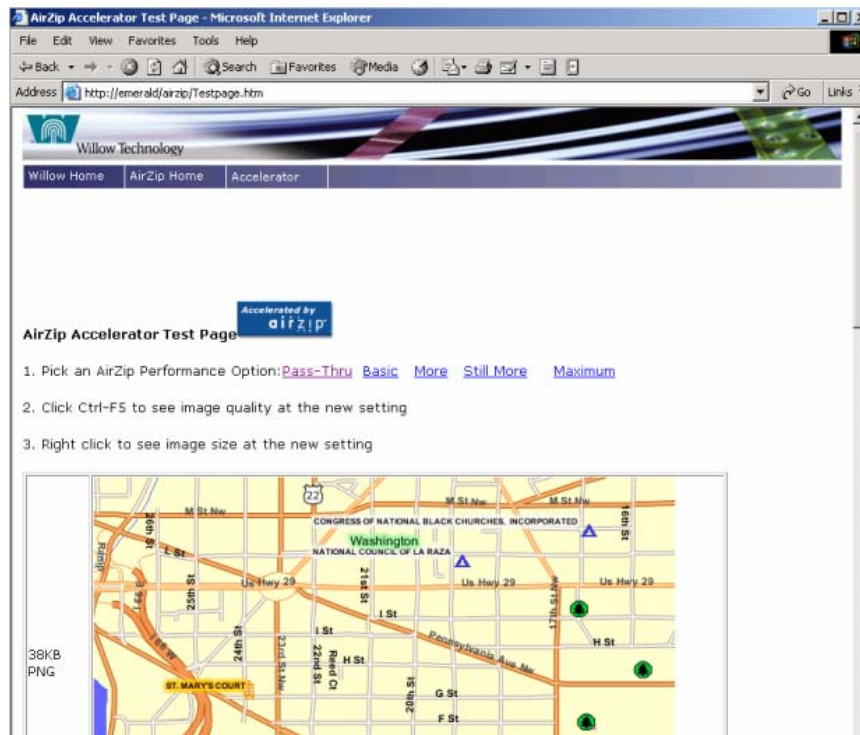 AirZip Accelerator Test Page - Microsoft Internet Explorer
File Edit View Favorites Tools Help
Back Search Favorites Media
Address http://emerald/airzip/Testpage.htm Go Links
Willow Technology
Willow Home AirZip Home Accelerator
Accelerated by
airzip
AirZip Accelerator Test Page
1. Pick an AirZip Performance Option: Pass-Thru Basic More Still More Maximum
2. Click Ctrl-F5 to see image quality at the new setting
3. Right click to see image size at the new setting
38KB
PNG
22
M St Nw
M St Nw
M St Nw
CONGRESS OF NATIONAL BLACK CHURCHES, INCORPORATED
16th St
26th St
Washington
NATIONAL COUNCIL OF LA RAZA
L St
Ramp
Us Hwy 29
Us Hwy 29
Us Hwy 29
21st St
25th St
I 66 E
17th St Nw
I St
I St
Pennsylvania Ave Nw
H St
24th St
23rd St Nw
22nd St
Reed Ct
H St
I 66 W
ST. MARY'S COURT
20th St
G St
F St